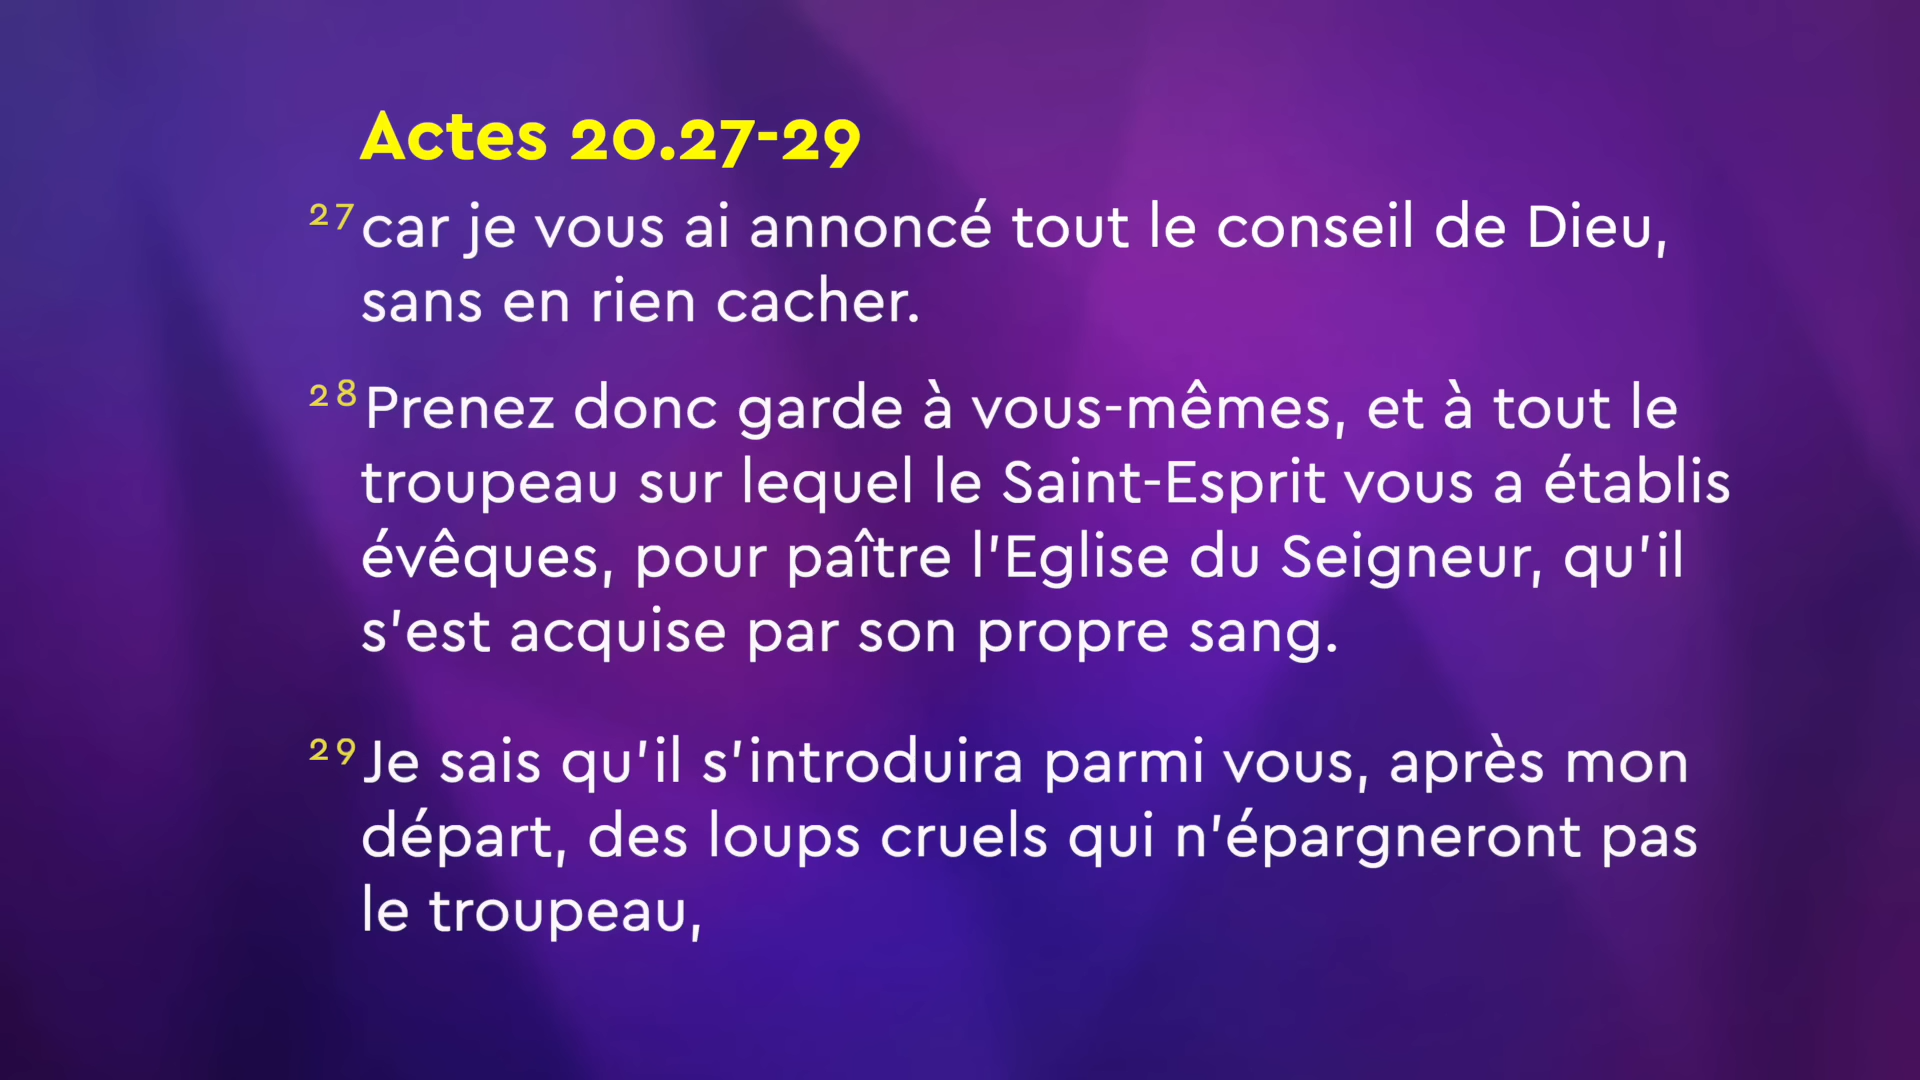 Actes 20.27-29
27 car je vous ai annoncé tout le conseil de Dieu,
sans en rien cacher.
28 Prenez donc garde à vous-mêmes, et à tout le
troupeau sur lequel le Saint-Esprit vous a établis
évêques, pour paître l'Eglise du Seigneur, qu'il
s'est acquise par son propre sang.
29 Je sais qu'il s'introduira parmi vous, après mon
départ, des loups cruels qui n'épargneront pas
le troupeau,